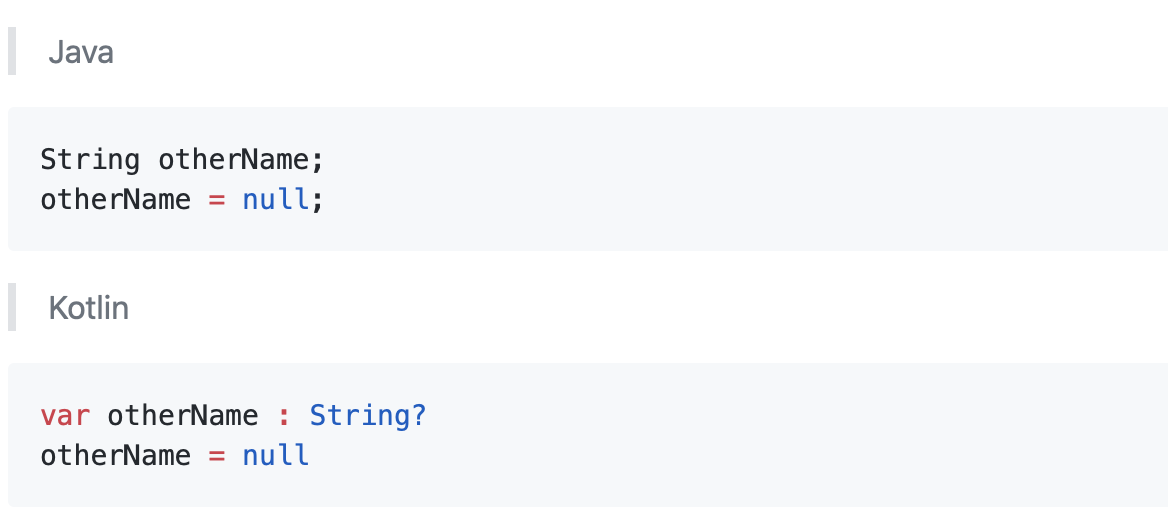 Java
String otherName;
otherName = null;
Kotlin
var otherName : String?
otherName = null